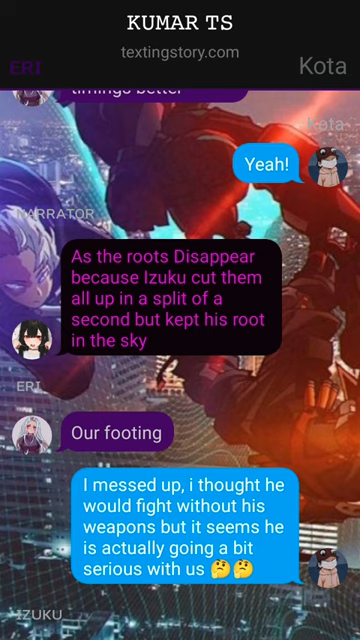 KUMAR TS
textingstory.com
ERI
Kota
timings better
Kota
Yeah!
NARRATOR
As the roots Disappear
because Izuku cut them
all up in a split of a
second but kept his root
in the sky
ERI
Our footing
I messed up, i thought he
would fight without his
weapons but it seems he
is actually going a bit
serious with us 🤔🤔
IZUKU